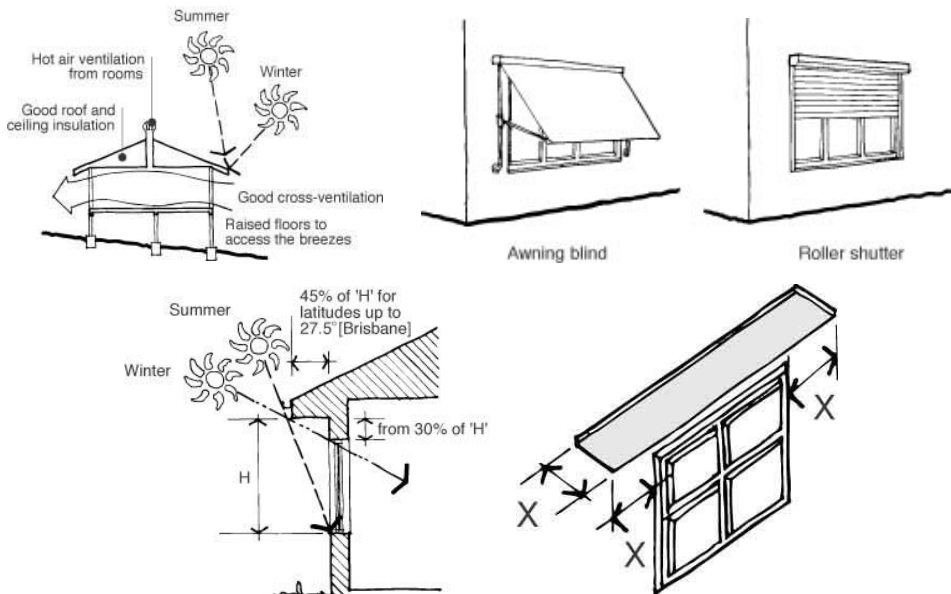 Summer
Hot air ventilation
from rooms
Winter
Good roof and
ceiling insulation
Good cross-ventilation
Raised floors to
access the breezes
Awning blind
Roller shutter
45% of 'H' for
latitudes up to
27.5° [Brisbane]
Summer
Winter
from 30% of 'H'
H
X
X
X